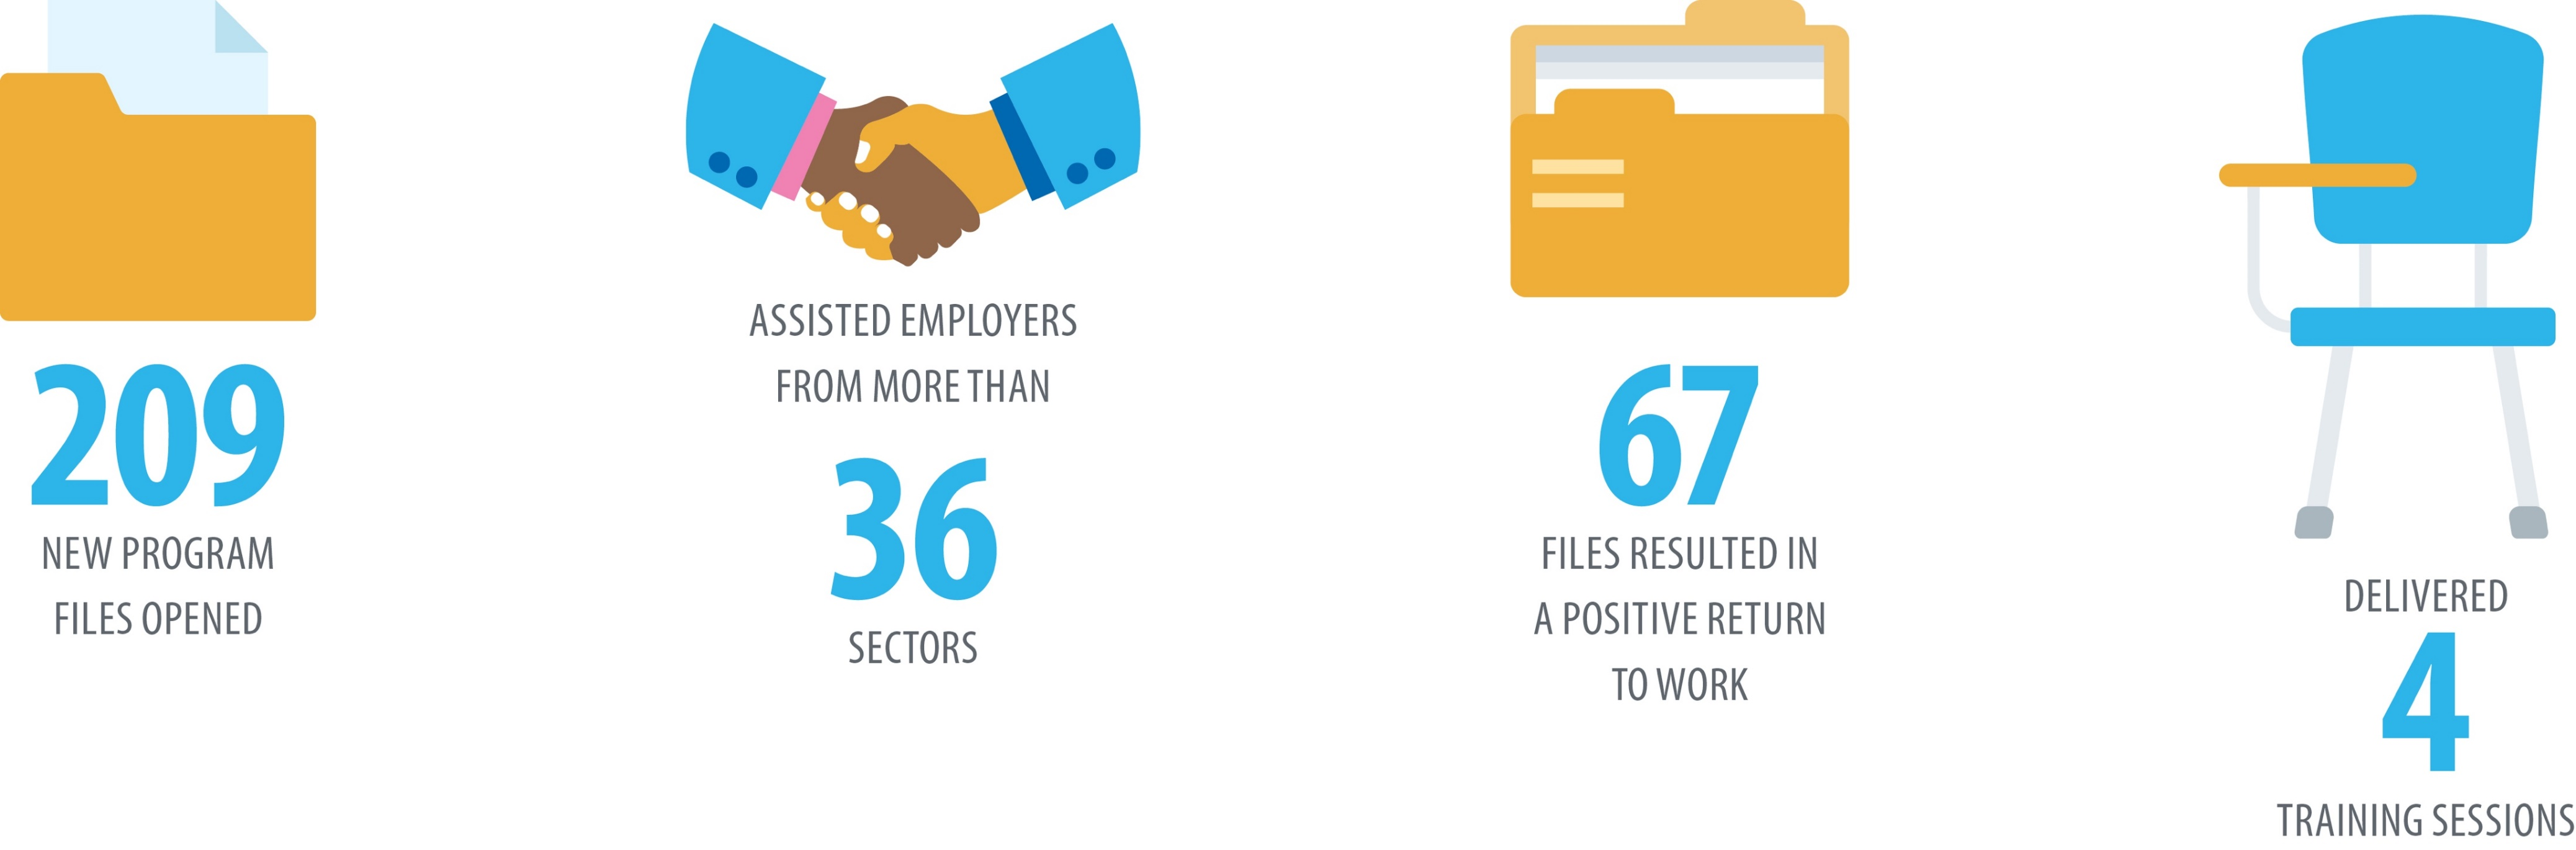 209
NEW PROGRAM
FILES OPENED
ASSISTED EMPLOYERS
FROM MORE THAN
36
SECTORS
67
FILES RESULTED IN
A POSITIVE RETURN
TO WORK
DELIVERED
4
TRAINING SESSIONS